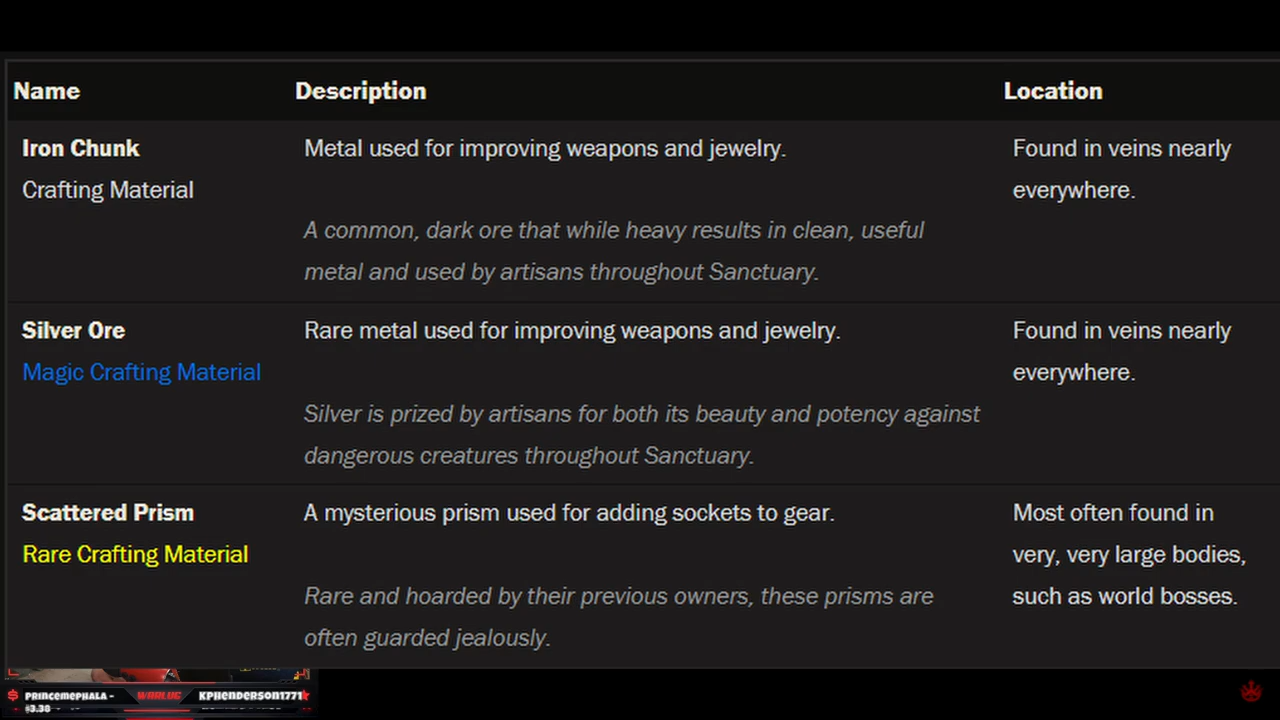 Name Description Location
Iron Chunk Metal used for improving weapons and jewelry. Found in veins nearly
Crafting Material everywhere.
A common, dark ore that while heavy results in clean, useful
metal and used by artisans throughout Sanctuary.
Silver Ore Rare metal used for improving weapons and jewelry. Found in veins nearly
Magic Crafting Material everywhere.
Silver is prized by artisans for both its beauty and potency against
dangerous creatures throughout Sanctuary.
Scattered Prism A mysterious prism used for adding sockets to gear. Most often found in
Rare Crafting Material very, very large bodies,
Rare and hoarded by their previous owners, these prisms are such as world bosses.
often guarded jealously.
PRINCEMEPHALA - WARLUG KPHENDERSON1771
$3.38